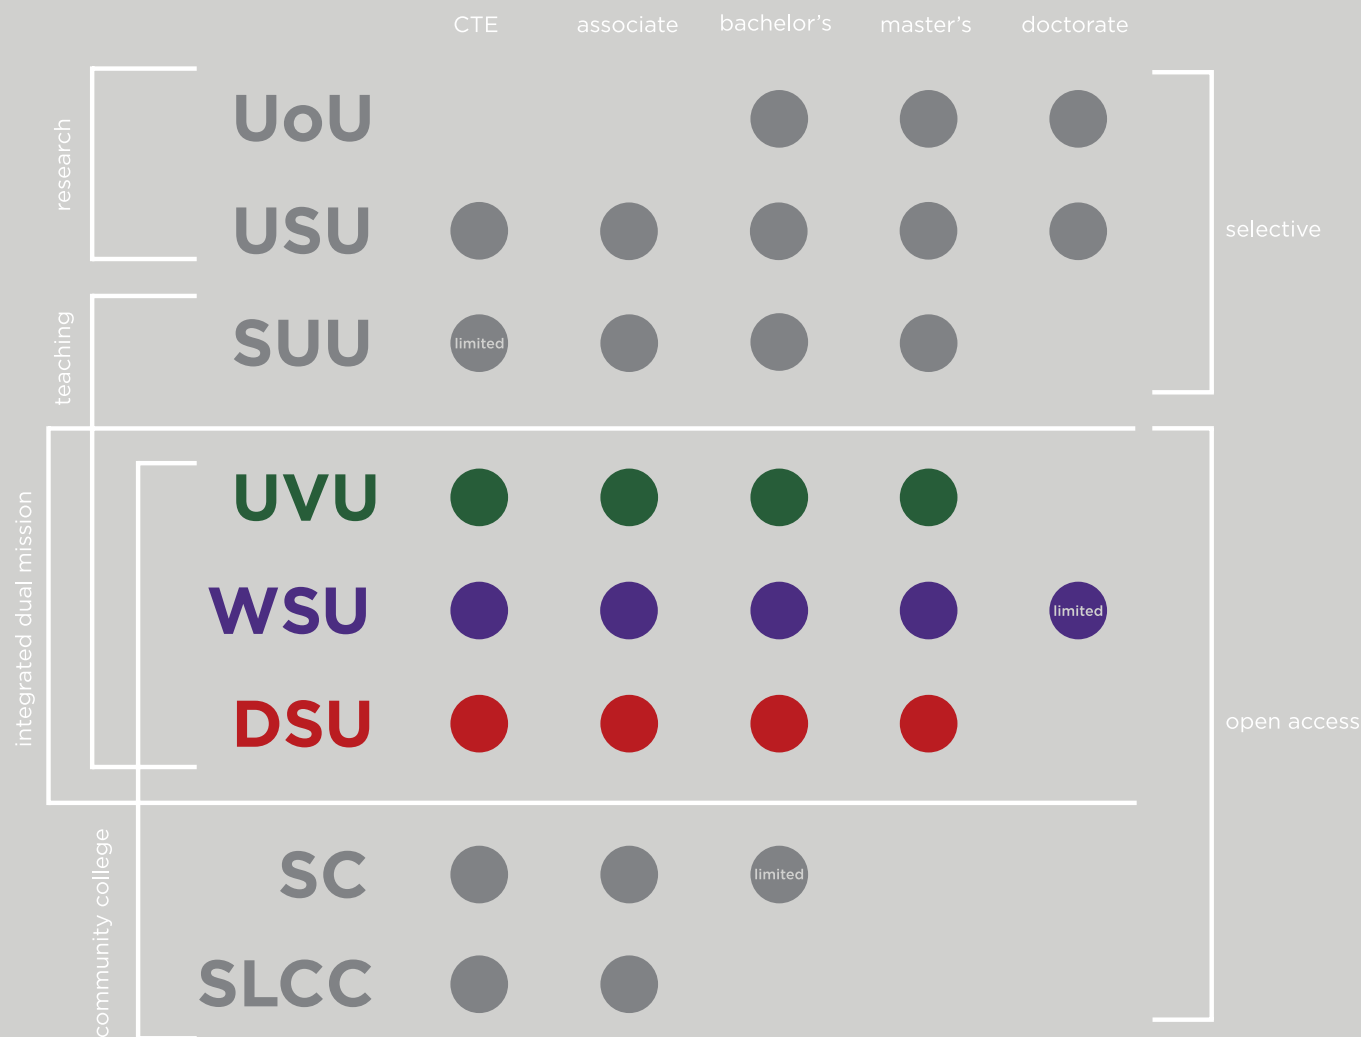 CTE associate bachelor's master's doctorate
research
UoU
USU
selective
teaching
SUU
limited
integrated dual mission
UVU
WSU
limited
DSU
open access
community college
SC
limited
SLCC